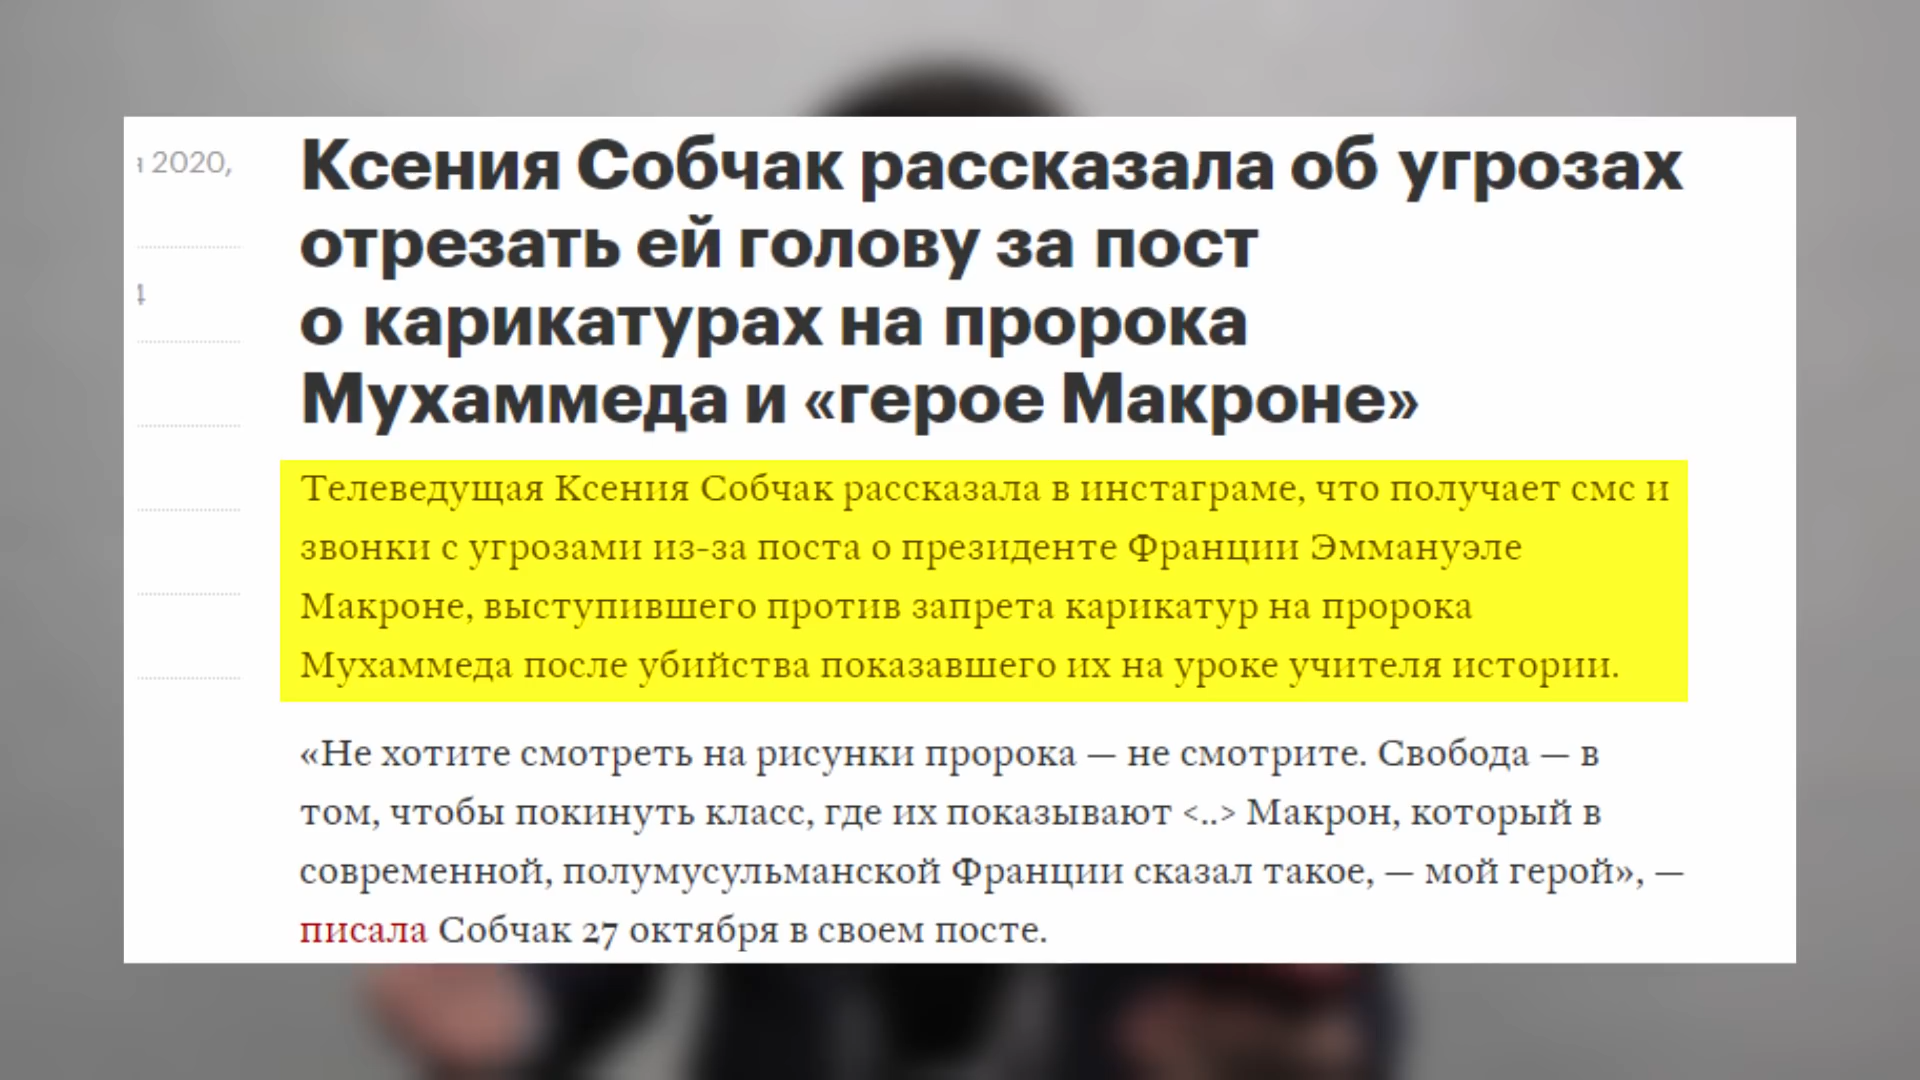 2020,
4
Ксения Собчак рассказала об угрозах
отрезать ей голову за пост
о карикатурах на пророка
Мухаммеда и «герое Макроне»
Телеведущая Ксения Собчак рассказала в инстаграме, что получает смс и
звонки с угрозами из-за поста о президенте Франции Эммануэле
Макроне, выступившего против запрета карикатур на пророка
Мухаммеда после убийства показавшего их на уроке учителя истории.
«Не хотите смотреть на рисунки пророка — не смотрите. Свобода — в
том, чтобы покинуть класс, где их показывают <..> Макрон, который в
современной, полумусульманской Франции сказал такое, — мой герой», —
писала Собчак 27 октября в своем посте.